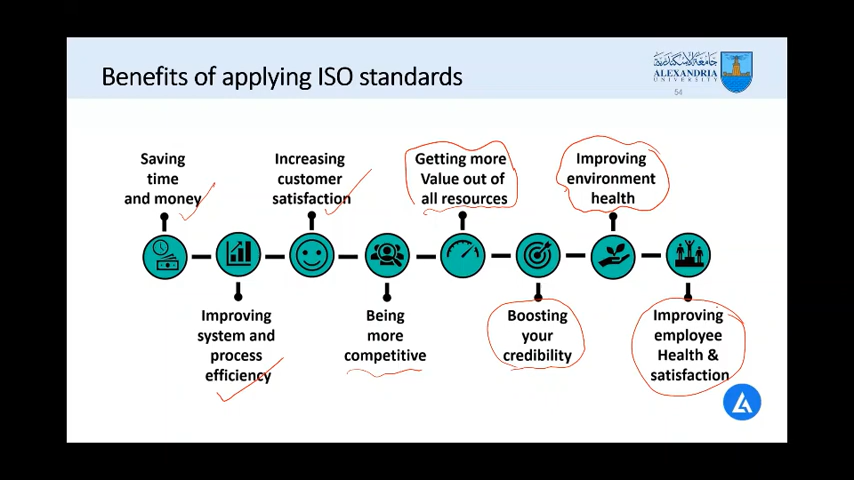 Benefits of applying ISO standards
جامعة الإسكندرية
ALEXANDRIA
UNIVERSITY
54
Saving
time
and money
Increasing
customer
satisfaction
Getting more
Value out of
all resources
Improving
environment
health
Improving
system and
process
efficiency
Being
more
competitive
Boosting
your
credibility
Improving
employee
Health &
satisfaction